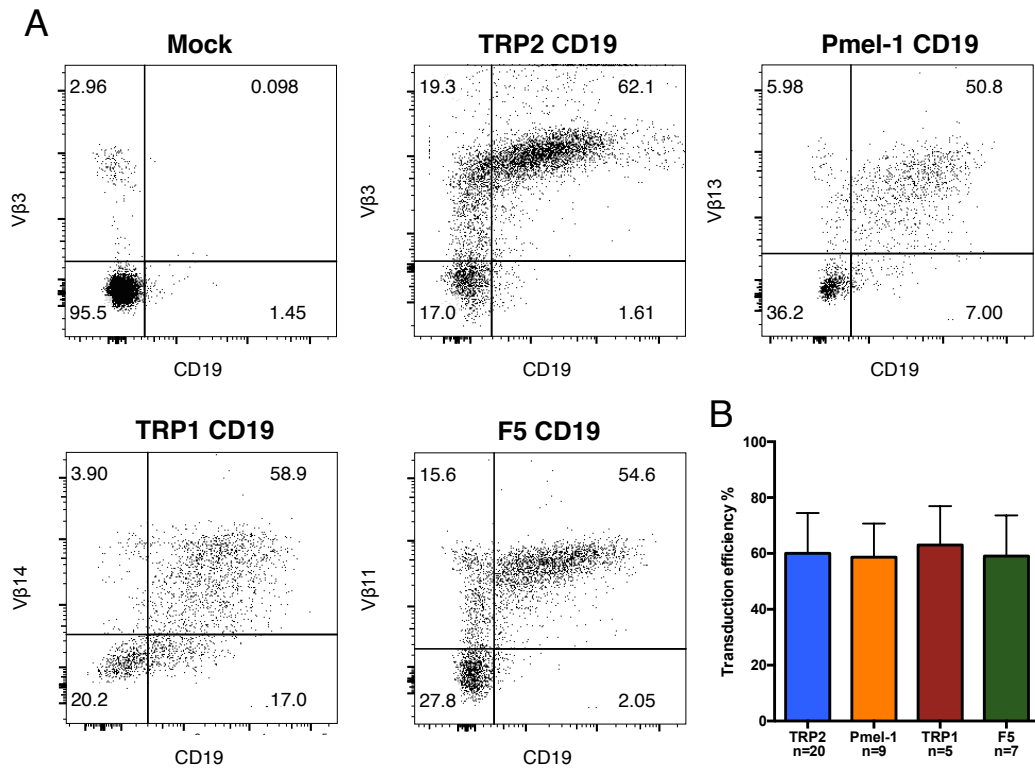 A
Mock
2.96
0.098
Vβ3
95.5
1.45
CD19
TRP2 CD19
19.3
62.1
Vβ3
17.0
1.61
CD19
Pmel-1 CD19
5.98
50.8
Vβ13
36.2
7.00
CD19
TRP1 CD19
3.90
58.9
Vβ14
20.2
17.0
CD19
F5 CD19
15.6
54.6
Vβ11
27.8
2.05
CD19
B
Transduction efficiency %
100
80
60
40
20
0
TRP2 Pmel-1 TRP1 F5
n=20 n=9 n=5 n=7